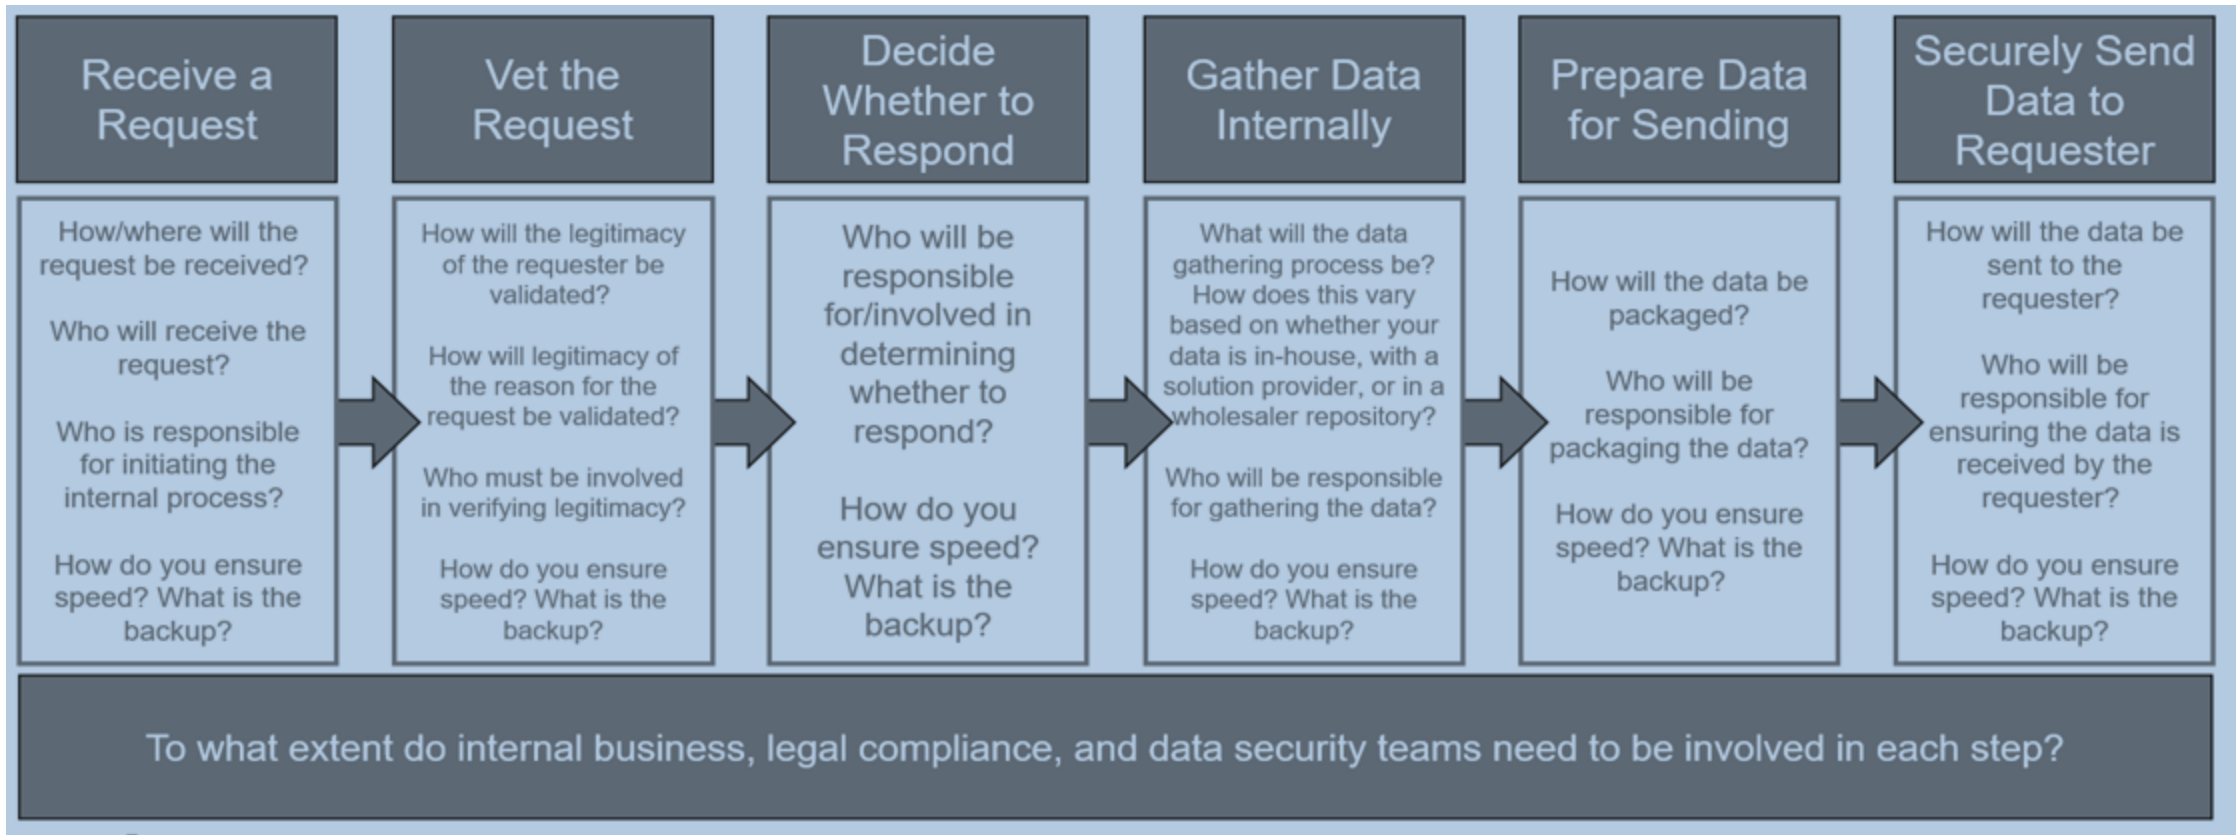 Receive a
Request
How/where will the
request be received?
Who will receive the
request?
Who is responsible
for initiating the
internal process?
How do you ensure
speed? What is the
backup?
Vet the
Request
How will the legitimacy
of the requester be
validated?
How will legitimacy of
the reason for the
request be validated?
Who must be involved
in verifying legitimacy?
How do you ensure
speed? What is the
backup?
Decide
Whether to
Respond
Who will be
responsible
for/involved in
determining
whether to
respond?
How do you
ensure speed?
What is the
backup?
Gather Data
Internally
What will the data
gathering process be?
How does this vary
based on whether your
data is in-house, with a
solution provider, or in a
wholesaler repository?
Who will be responsible
for gathering the data?
How do you ensure
speed? What is the
backup?
Prepare Data
for Sending
How will the data be
packaged?
Who will be
responsible for
packaging the data?
How do you ensure
speed? What is the
backup?
Securely Send
Data to
Requester
How will the data be
sent to the
requester?
Who will be
responsible for
ensuring the data is
received by the
requester?
How do you ensure
speed? What is the
backup?
To what extent do internal business, legal compliance, and data security teams need to be involved in each step?